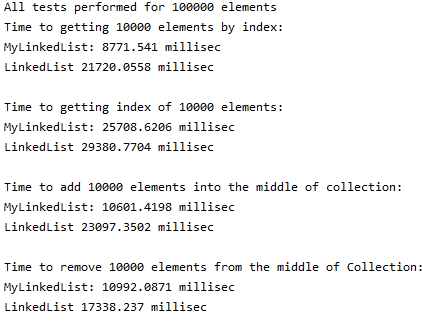 All tests performed for 100000 elements
Time to getting 10000 elements by index:
MyLinkedList: 8771.541 millisec
LinkedList 21720.0558 millisec
Time to getting index of 10000 elements:
MyLinkedList: 25708.6206 millisec
LinkedList 29380.7704 millisec
Time to add 10000 elements into the middle of collection:
MyLinkedList: 10601.4198 millisec
LinkedList 23097.3502 millisec
Time to remove 10000 elements from the middle of Collection:
MyLinkedList: 10992.0871 millisec
LinkedList 17338.237 millisec